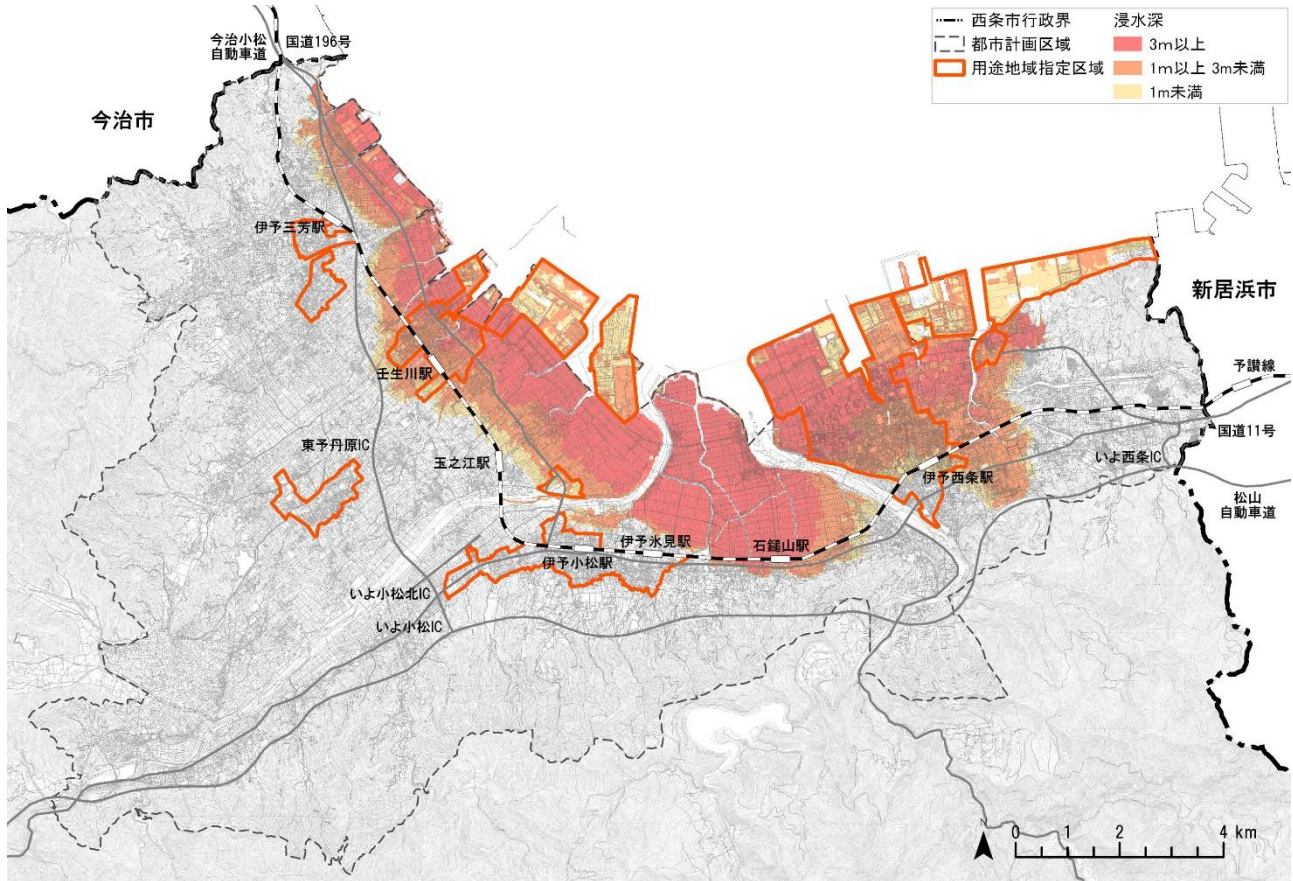 西条市行政界
都市計画区域
用途地域指定区域
浸水深
3m以上
1m以上 3m未満
1m未満
今治小松
自動車道
国道196号
今治市
伊予三芳駅
新居浜市
壬生川駅
予讃線
国道11号
東予丹原IC
玉之江駅
伊予西条駅
いよ西条IC
松山
自動車道
伊予氷見駅
石鎚山駅
伊予小松駅
いよ小松北IC
いよ小松IC
0 1 2 4 km